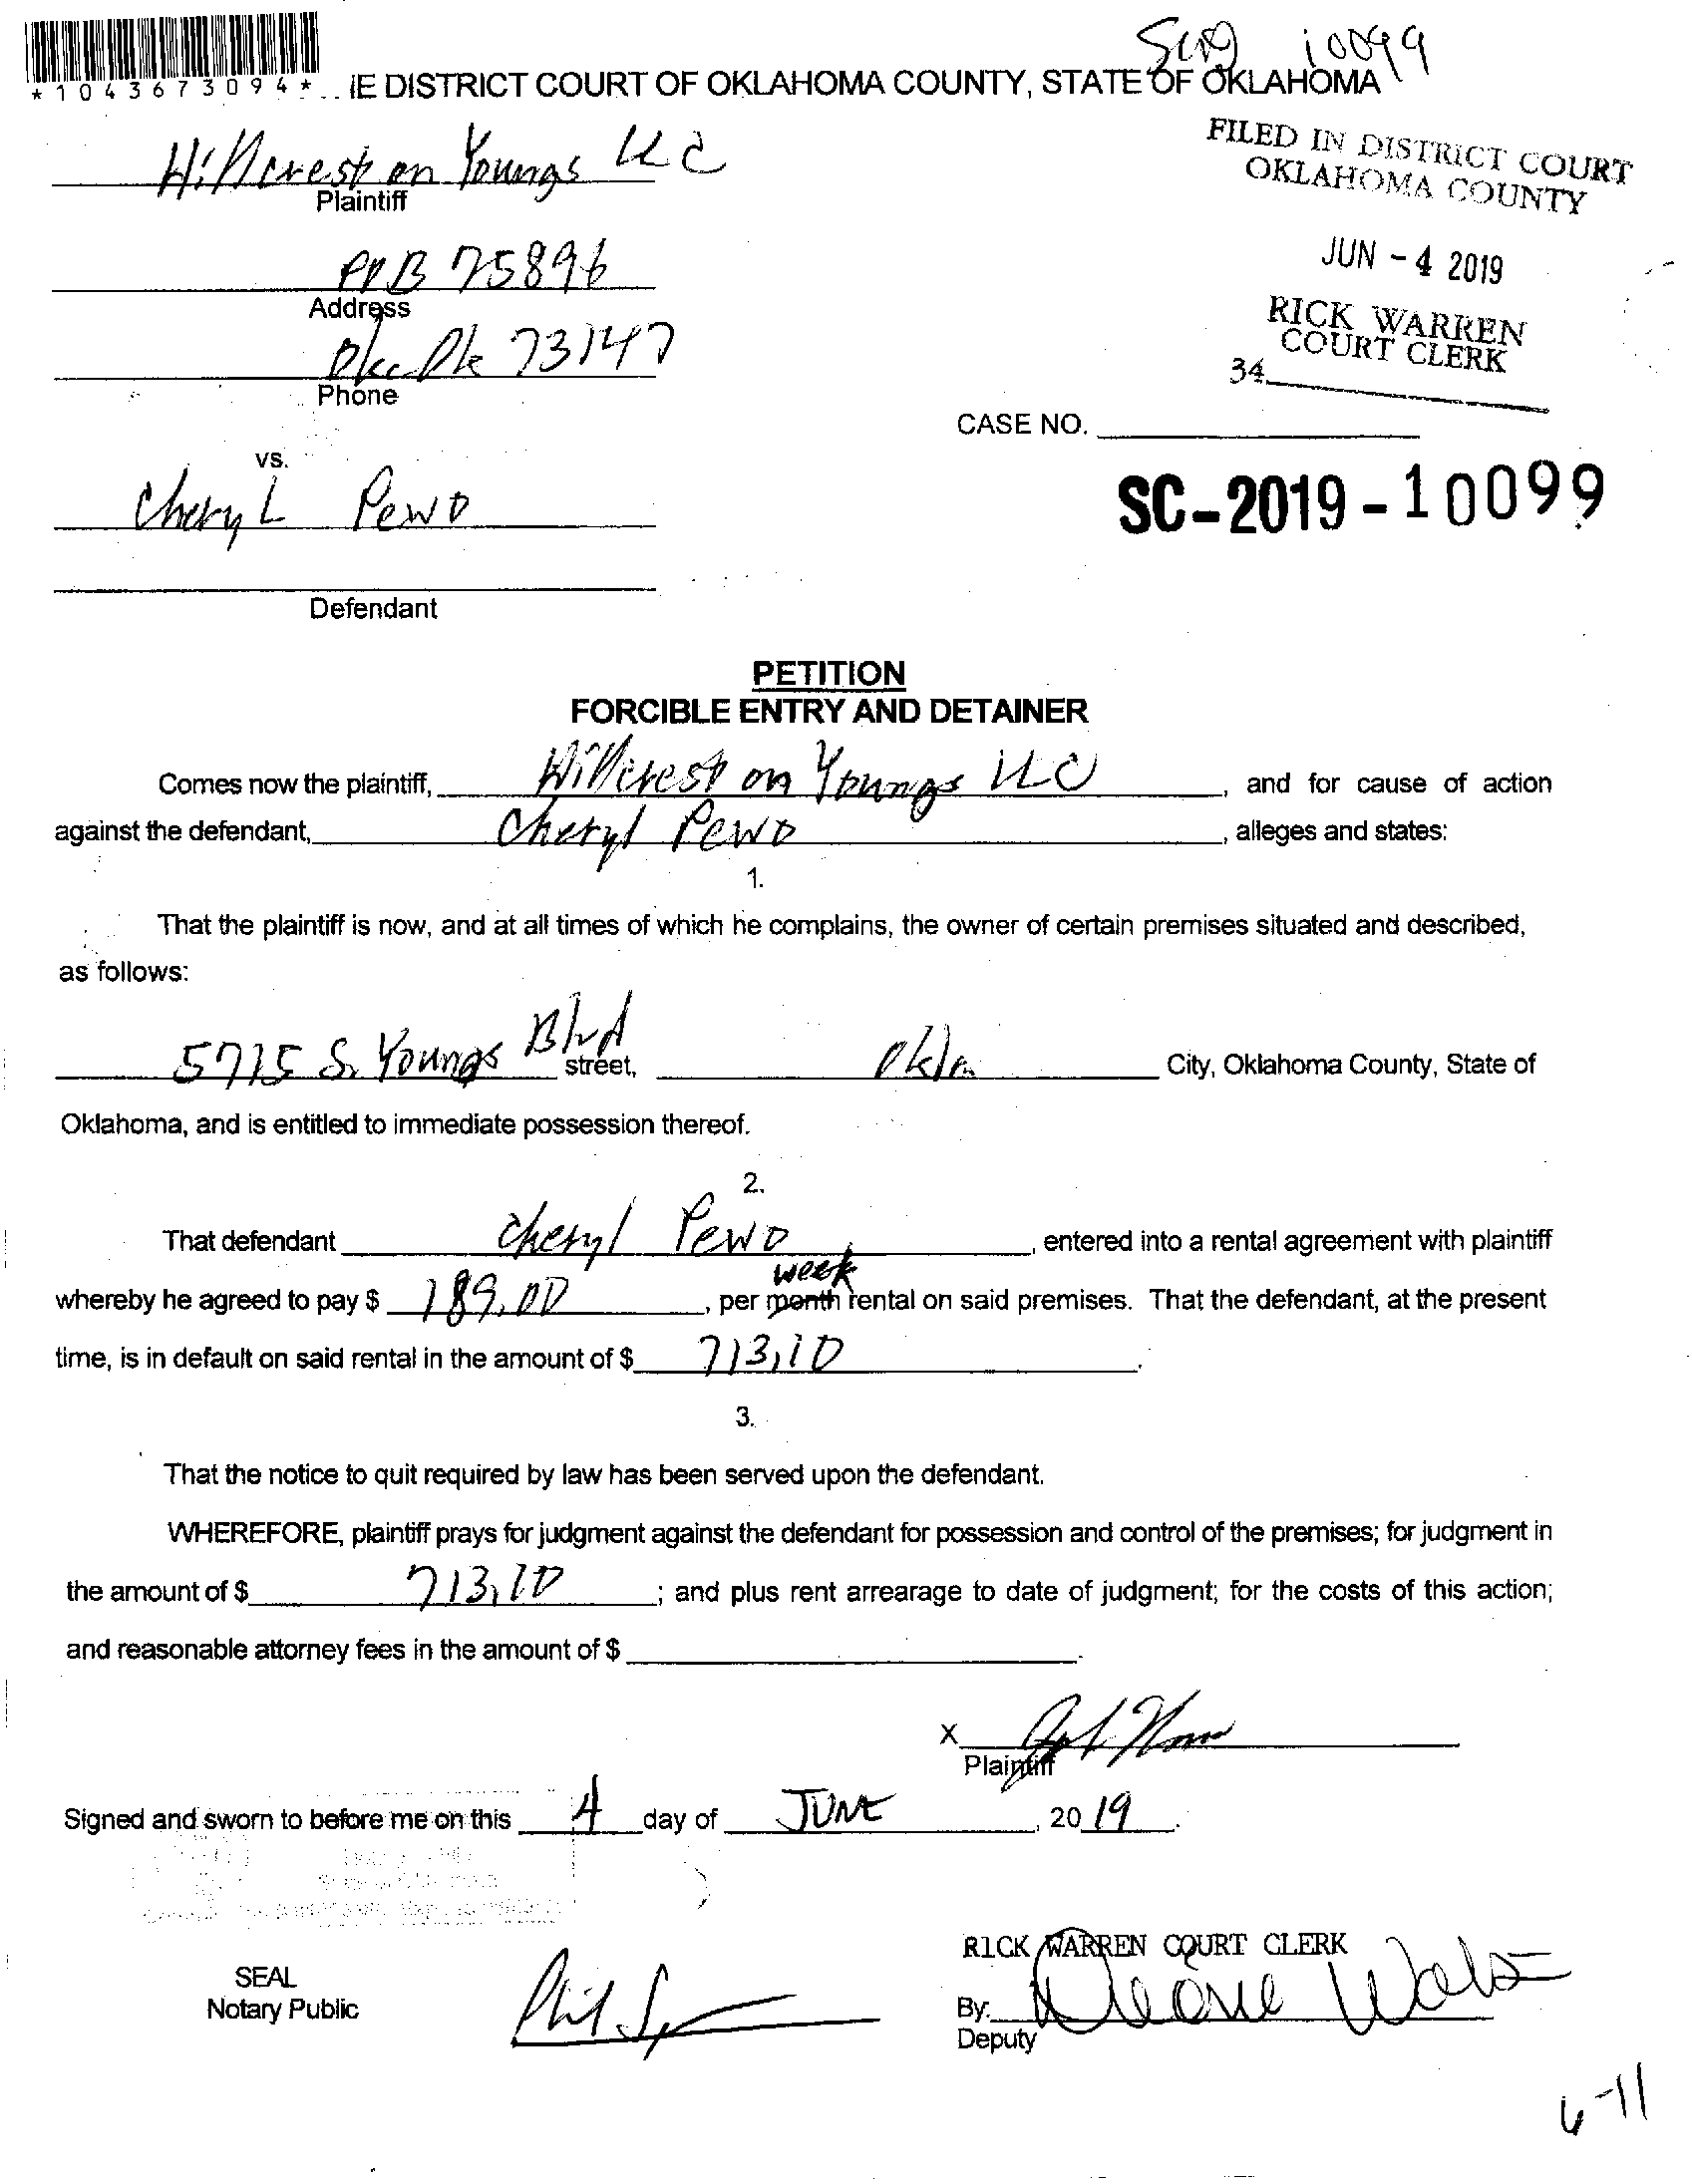 10099
*1043673094* IE DISTRICT COURT OF OKLAHOMA COUNTY, STATE OF OKLAHOMA
Hillcrest on Youngs LLC
Plaintiff
FILED IN DISTRICT COURT
OKLAHOMA COUNTY
JUN - 4 2019
RICK WARREN
COURT CLERK
34
75896
Address
Okc Ok 73147
Phone
CASE NO.
vs.
SC-2019-10099
Cheryl Pewo
Defendant
PETITION
FORCIBLE ENTRY AND DETAINER
Comes now the plaintiff, Hillcrest on Youngs LLC, and for cause of action
against the defendant, Cheryl Pewo, alleges and states:
1.
That the plaintiff is now, and at all times of which he complains, the owner of certain premises situated and described,
as follows:
5715 S. Youngs Blvd street, Okla City, Oklahoma County, State of
Oklahoma, and is entitled to immediate possession thereof.
2.
That defendant Cheryl Pewo, entered into a rental agreement with plaintiff
week
whereby he agreed to pay $ 189.00, per month rental on said premises. That the defendant, at the present
time, is in default on said rental in the amount of $ 713,10.
3.
That the notice to quit required by law has been served upon the defendant.
WHEREFORE, plaintiff prays for judgment against the defendant for possession and control of the premises; for judgment in
the amount of $ 713,10; and plus rent arrearage to date of judgment; for the costs of this action;
and reasonable attorney fees in the amount of $ .
X
Plaintiff
Signed and sworn to before me on this 4 day of JUNE, 20 19.
RICK WARREN COURT CLERK
SEAL
Notary Public
By:
Deputy
6-11